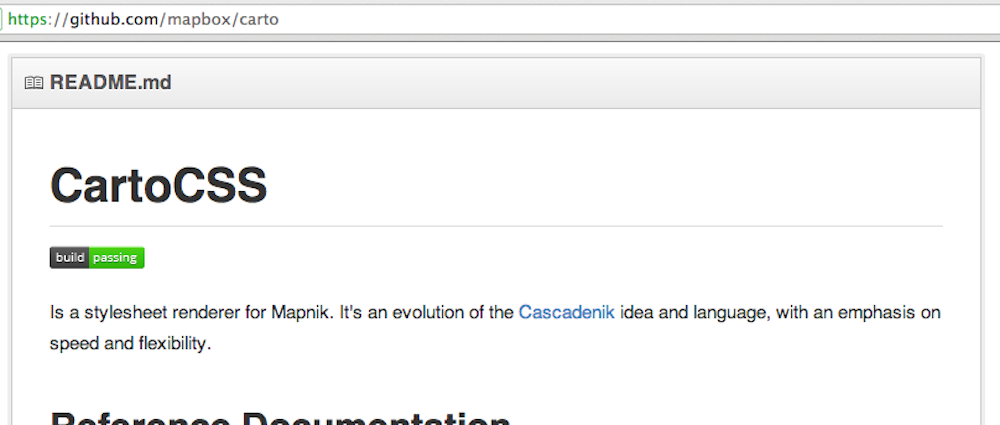 https://github.com/mapbox/carto
README.md
CartoCSS
build passing
Is a stylesheet renderer for Mapnik. It's an evolution of the Cascadenik idea and language, with an emphasis on
speed and flexibility.
Reference Documentation